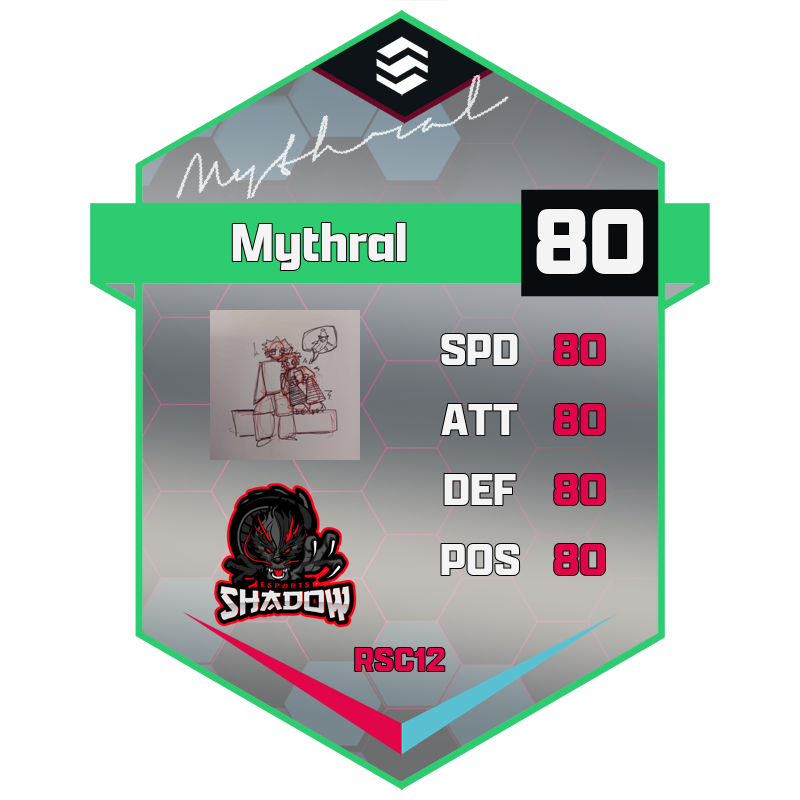 Mythral
Mythral
80
SPD 80
ATT 80
DEF 80
POS 80
ESPORTS
SHADOW
RSC12